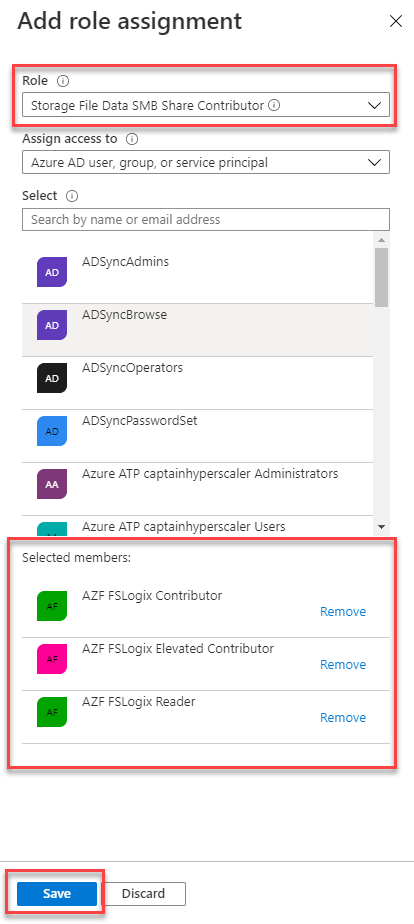 Add role assignment
Role
Storage File Data SMB Share Contributor
Assign access to
Azure AD user, group, or service principal
Select
Search by name or email address
AD ADSyncAdmins
AD ADSyncBrowse
AD ADSyncOperators
AD ADSyncPasswordSet
AA Azure ATP captainhyperscaler Administrators
Azure ATP captainhyperscaler Users
Selected members:
AF AZF FSLogix Contributor
Remove
AF AZF FSLogix Elevated Contributor
Remove
AF AZF FSLogix Reader
Remove
Save Discard